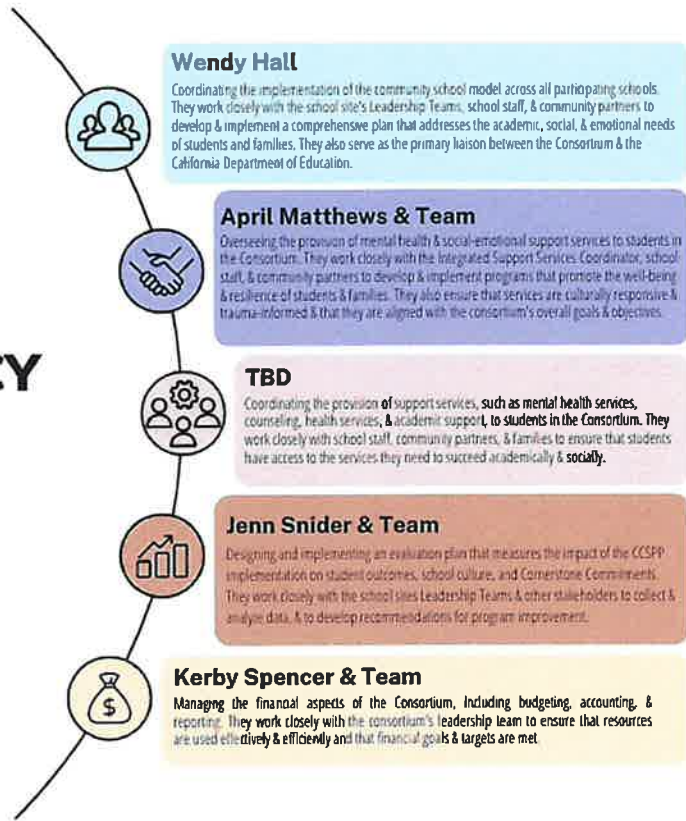 Wendy Hall
Coordinating the implementation of the community school model across all participating schools.
They work closely with the school site's Leadership Teams, school staff, & community partners to
develop & implement a comprehensive plan that addresses the academic, social, & emotional needs
of students and families. They also serve as the primary liaison between the Consortium & the
California Department of Education.
April Matthews & Team
Overseeing the provision of mental health & social-emotional support services to students in
the Consortium. They work closely with the Integrated Support Services Coordinator, school
staff, & community partners to develop & implement programs that promote the well-being
& resilience of students & families. They also ensure that services are culturally responsive &
trauma-informed & that they are aligned with the consortium's overall goals & objectives.
TBD
Coordinating the provision of support services, such as mental health services,
counseling, health services, & academic support, to students in the Consortium. They
work closely with school staff, community partners, & families to ensure that students
have access to the services they need to succeed academically & socially.
Jenn Snider & Team
Designing and implementing an evaluation plan that measures the impact of the CCSPP
implementation on student outcomes, school culture, and Cornerstone Commitments.
They work closely with the school sites Leadership Teams & other stakeholders to collect &
analyze data, & to develop recommendations for program improvement.
$
Kerby Spencer & Team
Managing the financial aspects of the Consortium, including budgeting, accounting, &
reporting. They work closely with the consortium's leadership team to ensure that resources
are used effectively & efficiently and that financial goals & targets are met